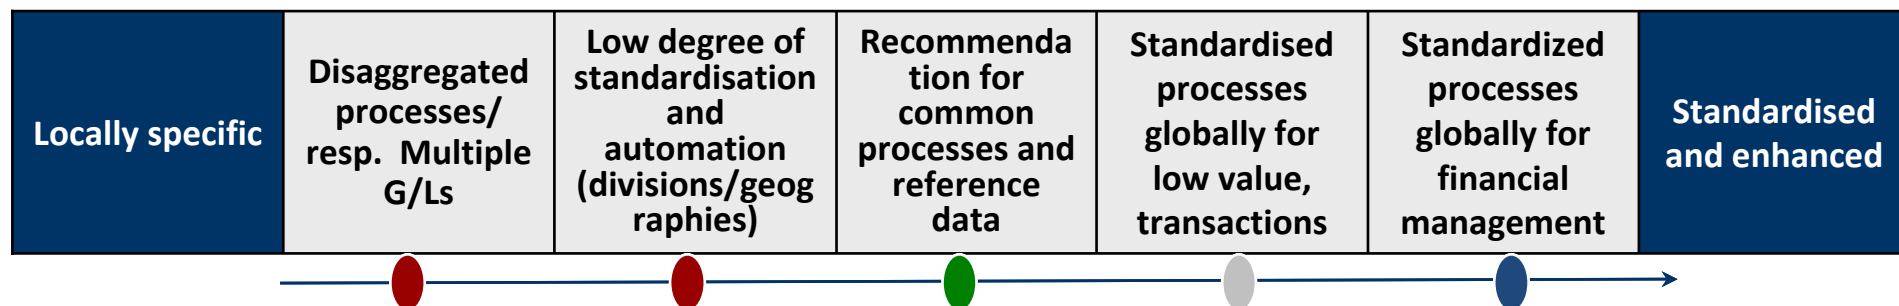 Locally specific
Disaggregated
processes/
resp.  Multiple
G/Ls
Low degree of
standardisation
and
automation
(divisions/geog
raphies)
Recommenda
tion for
common
processes and
reference
data
Standardised
processes
globally for
low value,
transactions
Standardized
processes
globally for
financial
management
Standardised
and enhanced